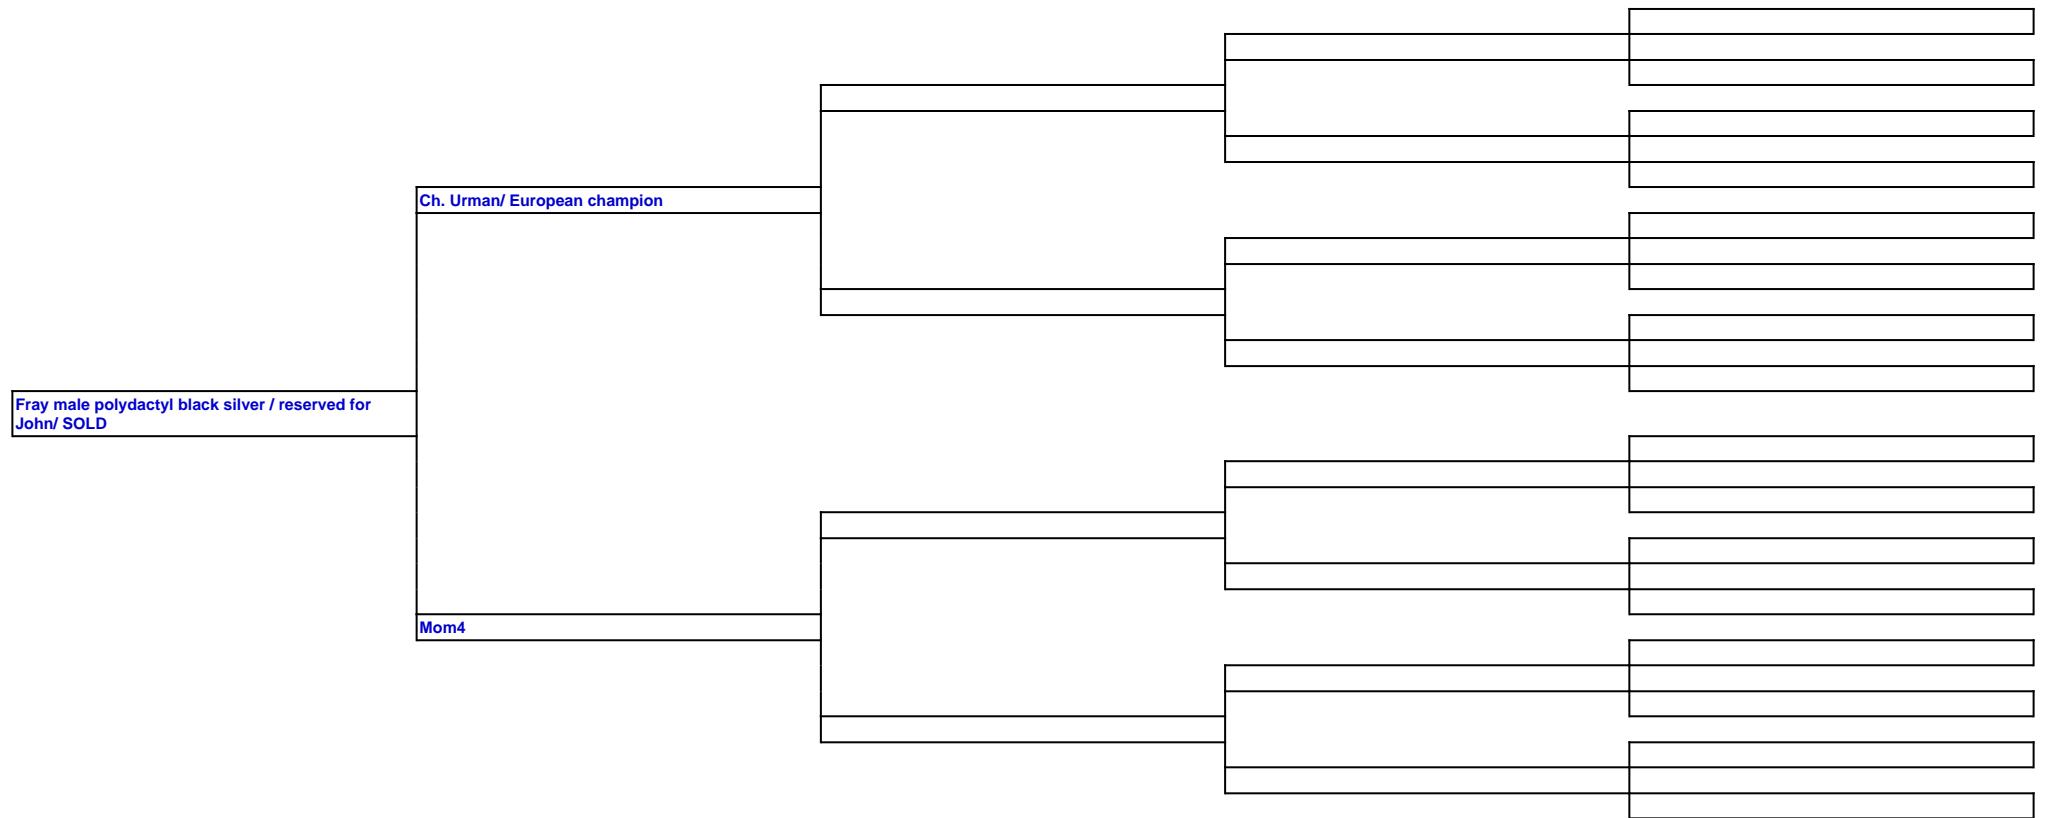 Ch. Urman/ European champion
Fray male polydactyl black silver / reserved for
John/ SOLD
Mom4